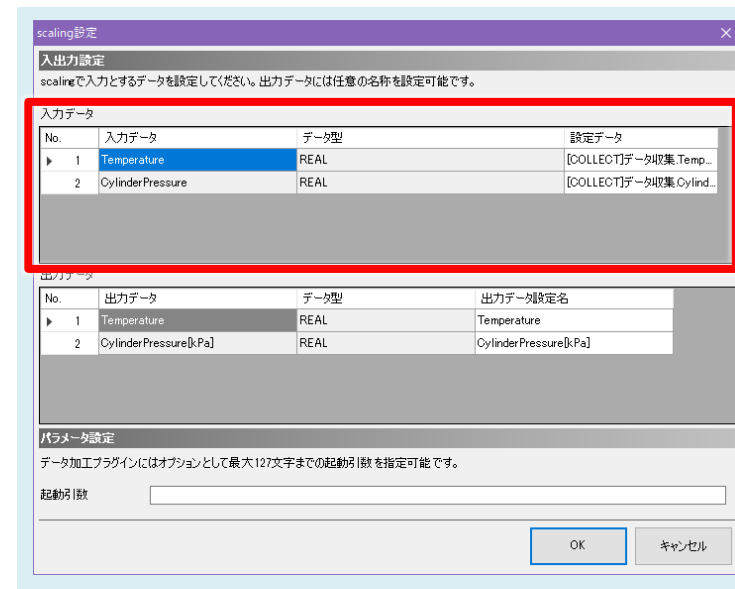 scaling設定
入出力設定
scalingで入力とするデータを設定してください。出力データには任意の名称を設定可能です。
入力データ
No. 入力データ データ型 設定データ
1 Temperature REAL [COLLECT]データ収集.Temp...
2 CylinderPressure REAL [COLLECT]データ収集.Cylind...
出力データ
No. 出力データ データ型 出力データ設定名
1 Temperature REAL Temperature
2 CylinderPressure[kPa] REAL CylinderPressure[kPa]
パラメータ設定
データ加工プラグインにはオプションとして最大127文字までの起動引数を指定可能です。
起動引数
OK キャンセル